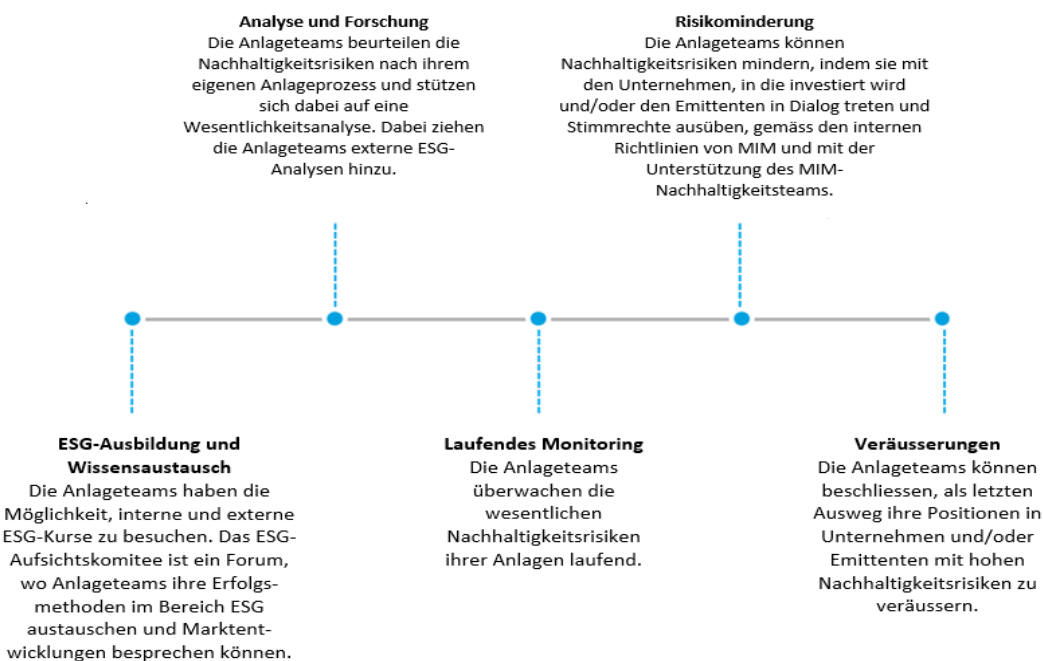 Analyse und Forschung
Die Anlageteams beurteilen die
Nachhaltigkeitsrisiken nach ihrem
eigenen Anlageprozess und stützen
sich dabei auf eine
Wesentlichkeitsanalyse. Dabei ziehen
die Anlageteams externe ESG-
Analysen hinzu.
Risikominderung
Die Anlageteams können
Nachhaltigkeitsrisiken mindern, indem sie mit
den Unternehmen, in die investiert wird
und/oder den Emittenten in Dialog treten und
Stimmrechte ausüben, gemäss den internen
Richtlinien von MIM und mit der
Unterstützung des MIM-
Nachhaltigkeitsteams.
ESG-Ausbildung und
Wissensaustausch
Die Anlageteams haben die
Möglichkeit, interne und externe
ESG-Kurse zu besuchen. Das ESG-
Aufsichtskomitee ist ein Forum,
wo Anlageteams ihre Erfolgs-
methoden im Bereich ESG
austauschen und Marktent-
wicklungen besprechen können.
Laufendes Monitoring
Die Anlageteams
überwachen die
wesentlichen
Nachhaltigkeitsrisiken
ihrer Anlagen laufend.
Veräusserungen
Die Anlageteams können
beschliessen, als letzten
Ausweg ihre Positionen in
Unternehmen und/oder
Emittenten mit hohen
Nachhaltigkeitsrisiken zu
veräussern.